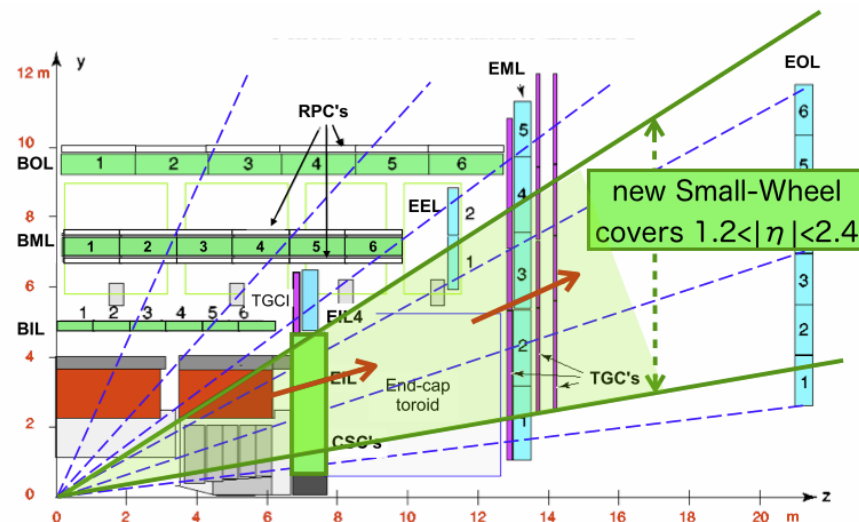 y
12 m
EML
EOL
RPC's
10
BOL
1 2 3 4 5 6
5
6
5
4
8
EEL
2
new Small-Wheel
covers 1.2<|η|<2.4
BML
1 2 3 4 5 6
1
6
TGCI
3
3
1 2 3 4 5 6
BIL
EIL4
2
2
4
EIL
End-cap
toroid
TGC's
1
2
CSC's
1
0
z
0 2 4 6 8 10 12 14 16 18 20
m